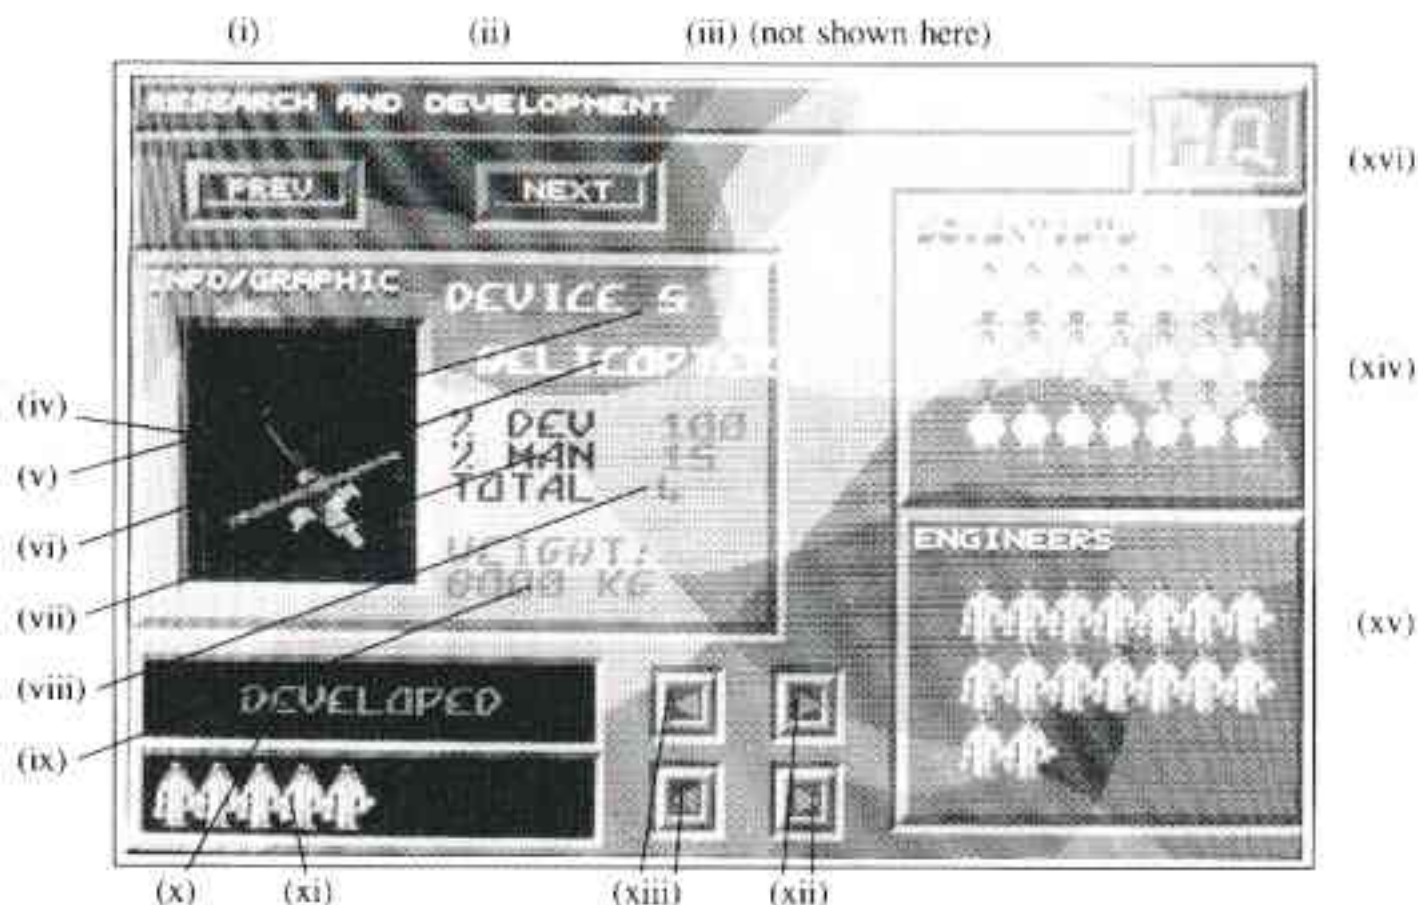 (i) (ii) (iii) (not shown here)
RESEARCH AND DEVELOPMENT
HQ
(xvi)
PREV
NEXT
INFO/GRAPHIC
DEVICE 5
(xiv)
(iv)
% DEV 100
(v)
% MAN 15
TOTAL
ENGINEERS
(vi)
WEIGHT:
0000 KG
(vii)
(xv)
(viii)
DEVELOPED
(ix)
(x) (xi) (xiii) (xii)